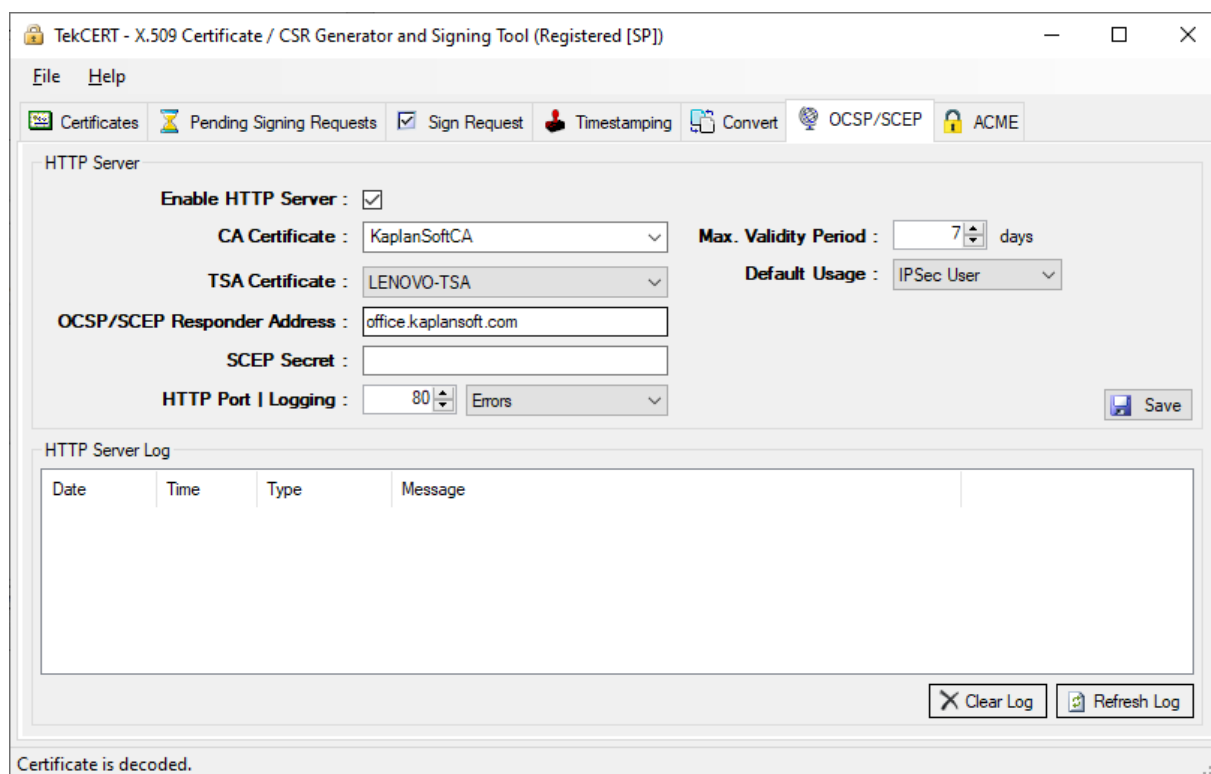 TekCERT - X.509 Certificate / CSR Generator and Signing Tool (Registered [SP])
File Help
Certificates Pending Signing Requests Sign Request Timestamping Convert OCSP/SCEP ACME
HTTP Server
Enable HTTP Server :
CA Certificate : KaplanSoftCA Max. Validity Period : 7 days
TSA Certificate : LENOVO-TSA Default Usage : IPSec User
OCSP/SCEP Responder Address : office.kaplansoft.com
SCEP Secret :
HTTP Port | Logging : 80 Errors Save
HTTP Server Log
Date Time Type Message
Clear Log Refresh Log
Certificate is decoded.